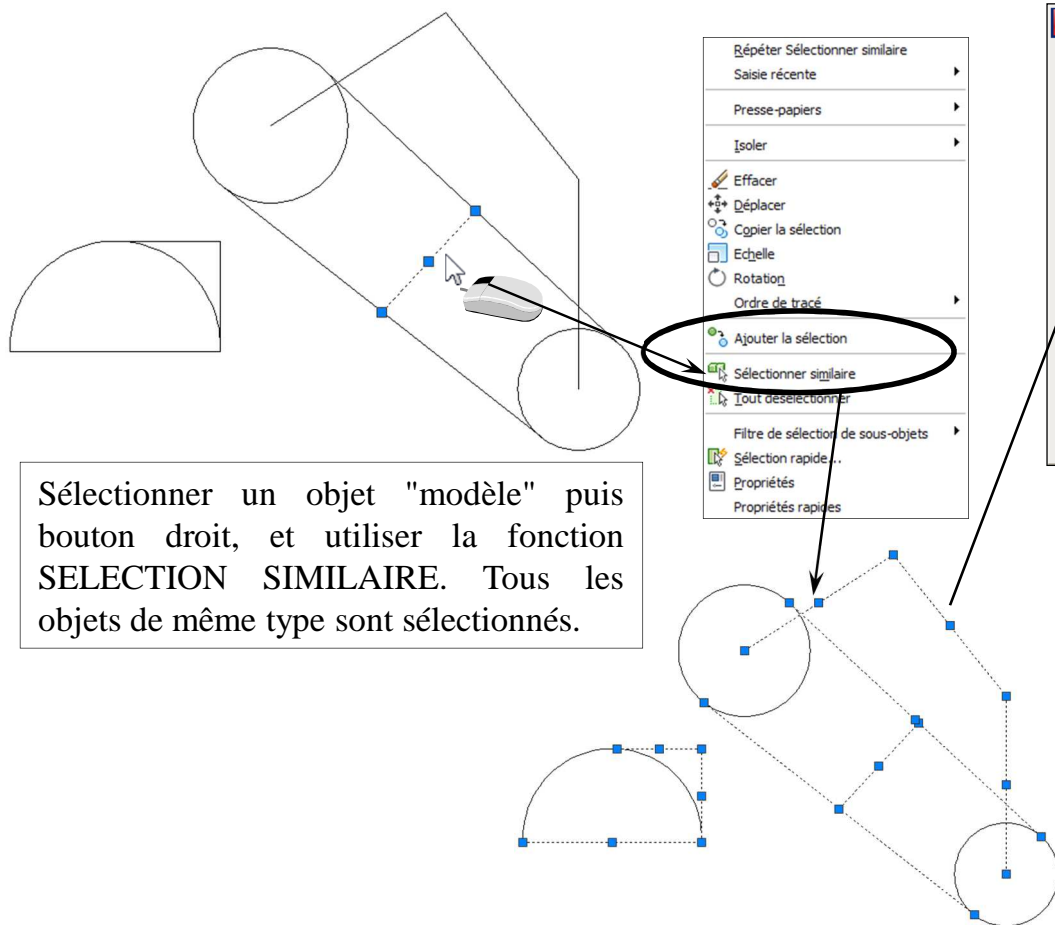 Répéter Sélectionner similaire
Saisie récente
Presse-papiers
Isoler
Effacer
Déplacer
Copier la sélection
Echelle
Rotation
Ordre de tracé
Ajouter la sélection
Sélectionner similaire
Tout désélectionner
Filtre de sélection de sous-objets
Sélection rapide...
Propriétés
Propriétés rapides
Sélectionner un objet "modèle" puis
bouton droit, et utiliser la fonction
SELECTION SIMILAIRE. Tous les
objets de même type sont sélectionnés.